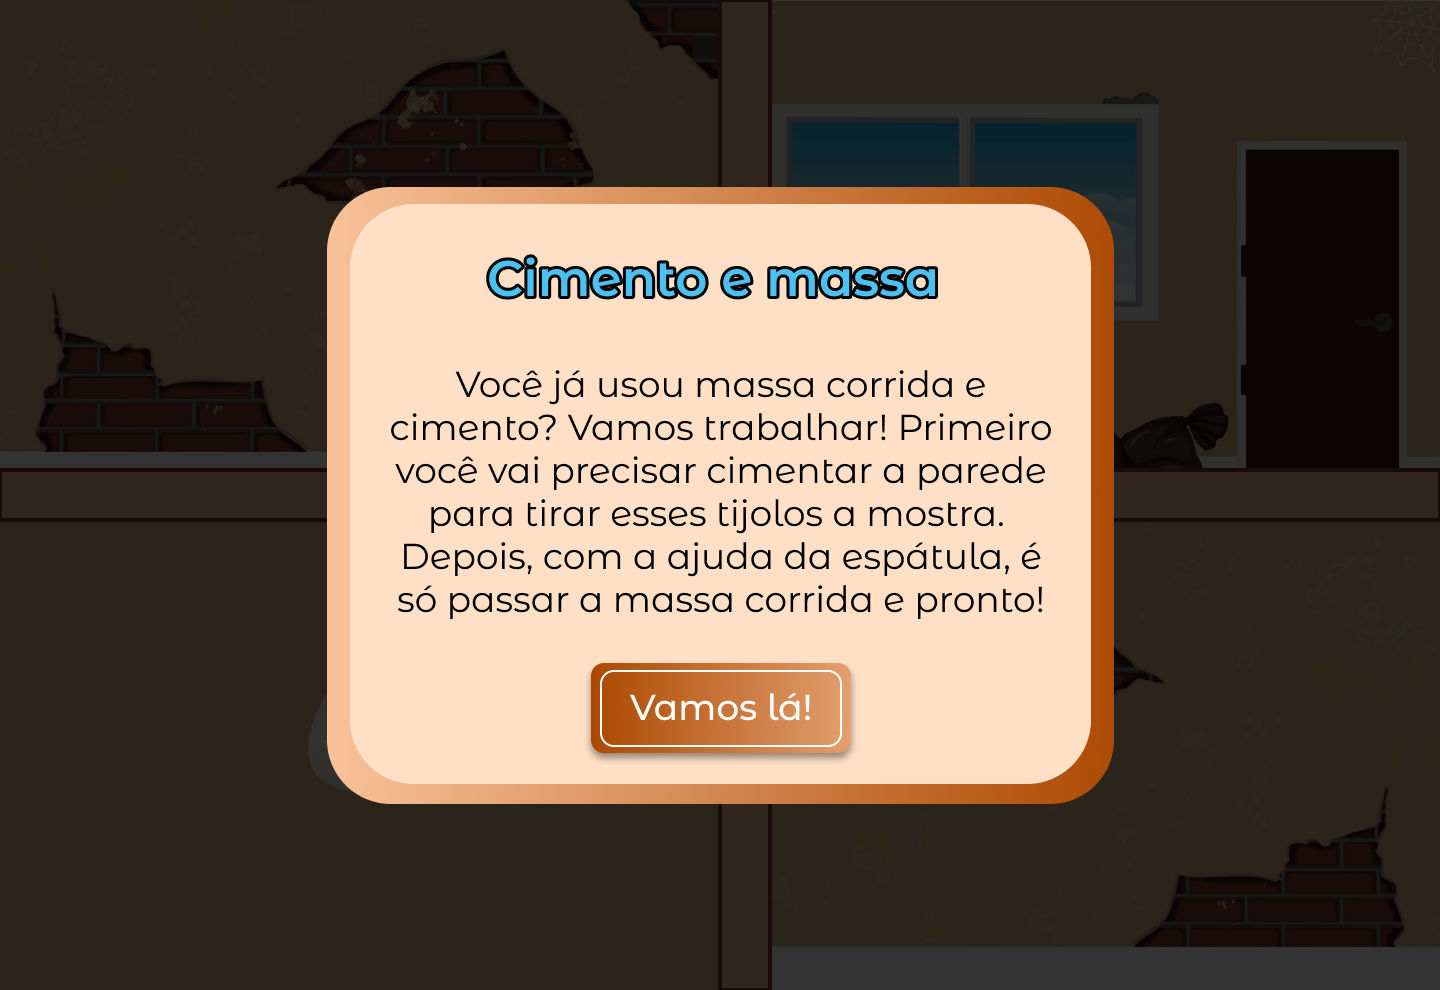 Cimento e massa
Você já usou massa corrida e
cimento? Vamos trabalhar! Primeiro
você vai precisar cimentar a parede
para tirar esses tijolos a mostra.
Depois, com a ajuda da espátula, é
só passar a massa corrida e pronto!
Vamos lá!